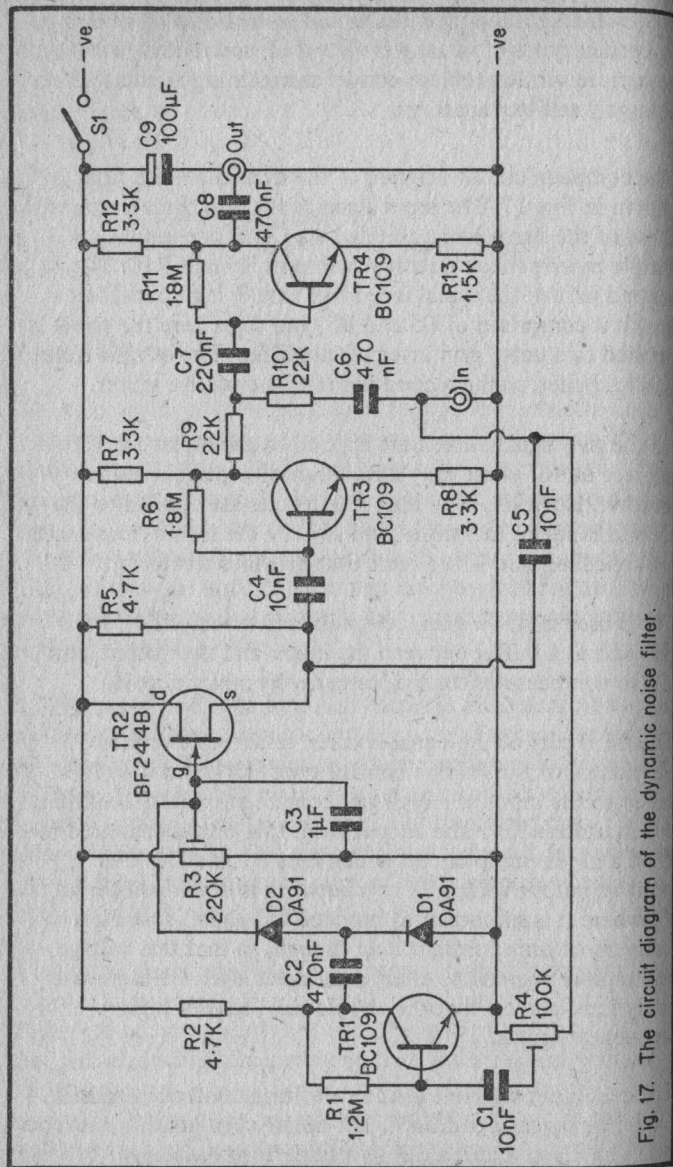 R2
4·7K
R1
1·2M
C1
10nF
TR1
BC109
C2
470nF
R4
100K
D2
OA91
D1
OA91
R3
220K
C3
1µF
TR2
BF244B
g
d
s
R5
4·7K
C4
10nF
R6
1·8M
R7
3·3K
TR3
BC109
R8
3·3K
C5
10nF
R9
22K
R10
22K
C6
470
nF
In
C7
220nF
R11
1·8M
R12
3·3K
TR4
BC109
R13
1·5K
C8
470nF
C9
100µF
Out
S1
−ve
−ve
Fig. 17. The circuit diagram of the dynamic noise filter.